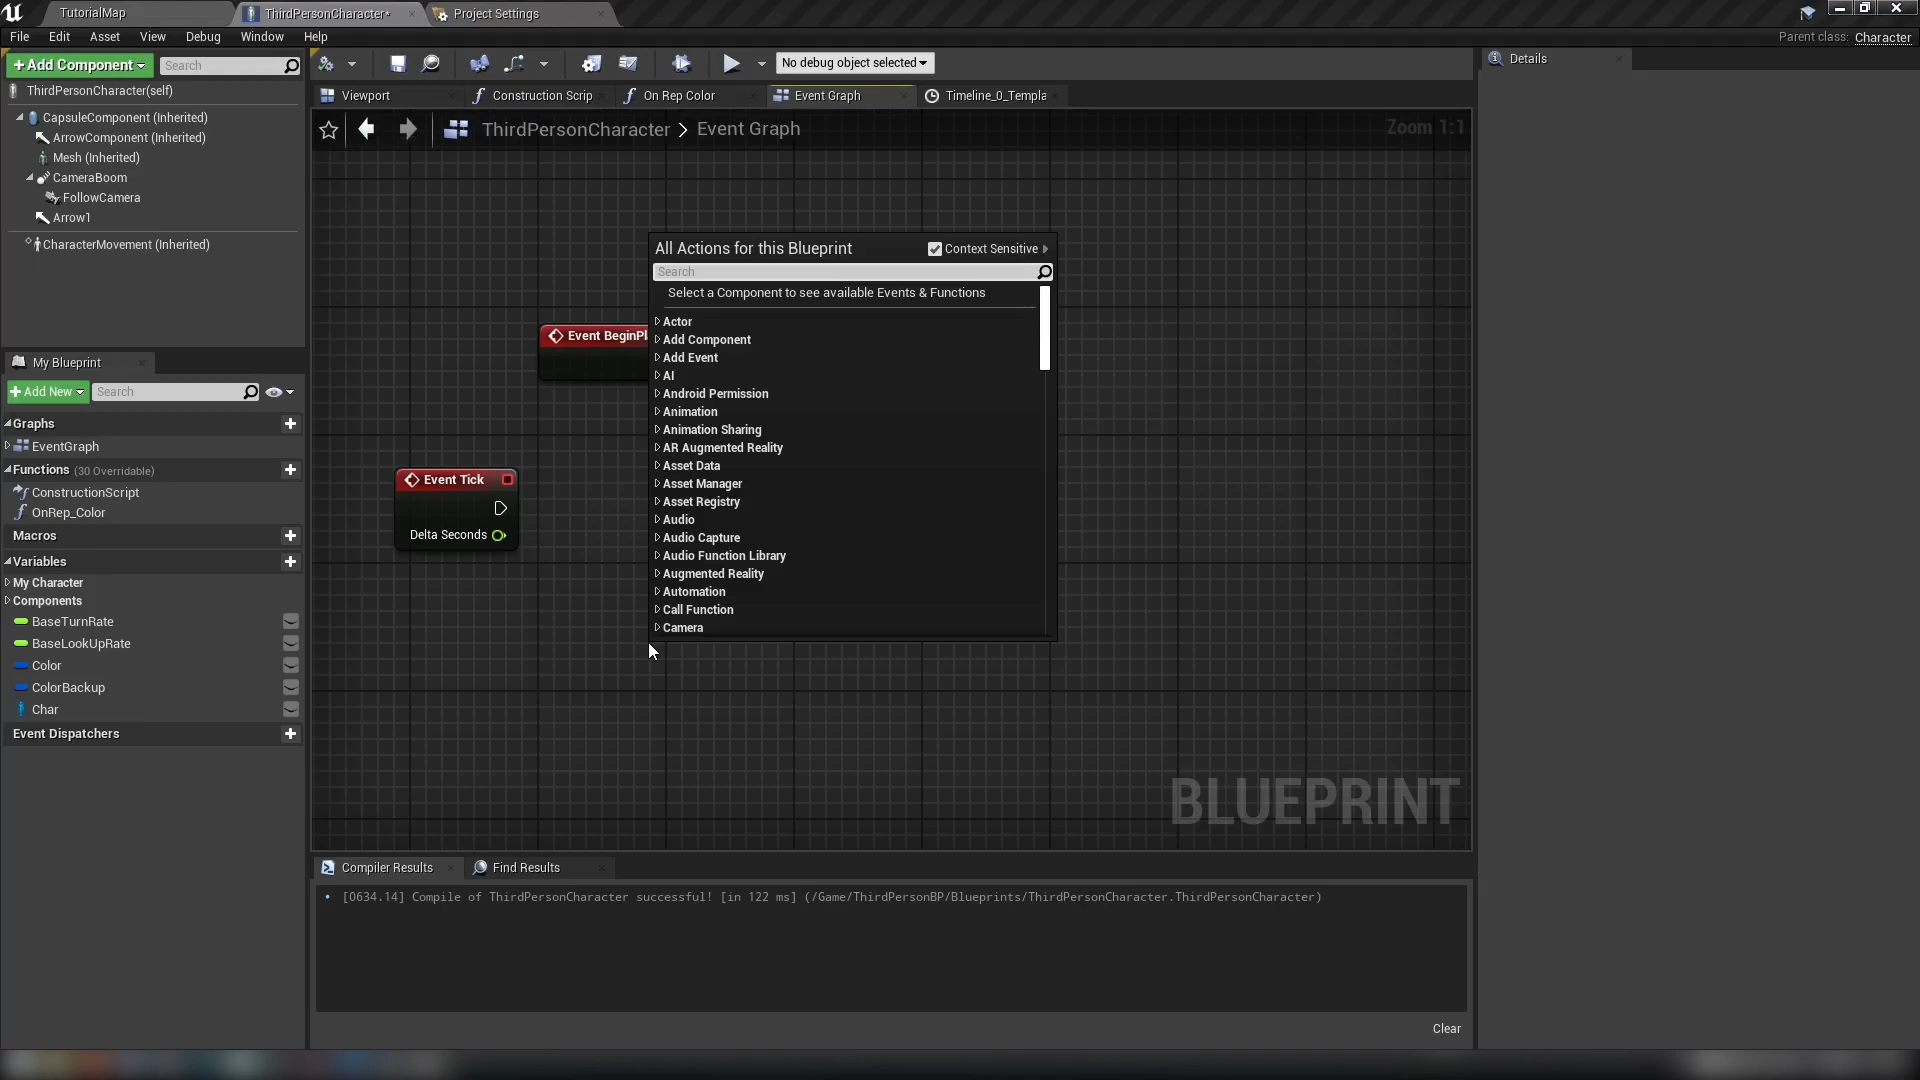 TutorialMap
ThirdPersonCharacter*
Project Settings
File Edit Asset View Debug Window Help
Parent class: Character
Add Component
Search
No debug object selected
Details
ThirdPersonCharacter(self)
Viewport
Construction Scrip
On Rep Color
Event Graph
Timeline_0_Templa
CapsuleComponent (Inherited)
ArrowComponent (Inherited)
Mesh (Inherited)
CameraBoom
FollowCamera
Arrow1
CharacterMovement (Inherited)
ThirdPersonCharacter > Event Graph
Zoom 1:1
All Actions for this Blueprint
Context Sensitive
Search
Select a Component to see available Events & Functions
Actor
Add Component
Add Event
AI
Android Permission
Animation
Animation Sharing
AR Augmented Reality
Asset Data
Asset Manager
Asset Registry
Audio
Audio Capture
Audio Function Library
Augmented Reality
Automation
Call Function
Camera
Event BeginPl
Event Tick
Delta Seconds
My Blueprint
Add New
Search
Graphs
EventGraph
Functions (30 Overridable)
ConstructionScript
OnRep_Color
Macros
Variables
My Character
Components
BaseTurnRate
BaseLookUpRate
Color
ColorBackup
Char
Event Dispatchers
BLUEPRINT
Compiler Results
Find Results
[0634.14] Compile of ThirdPersonCharacter successful! [in 122 ms] (/Game/ThirdPersonBP/Blueprints/ThirdPersonCharacter.ThirdPersonCharacter)
Clear